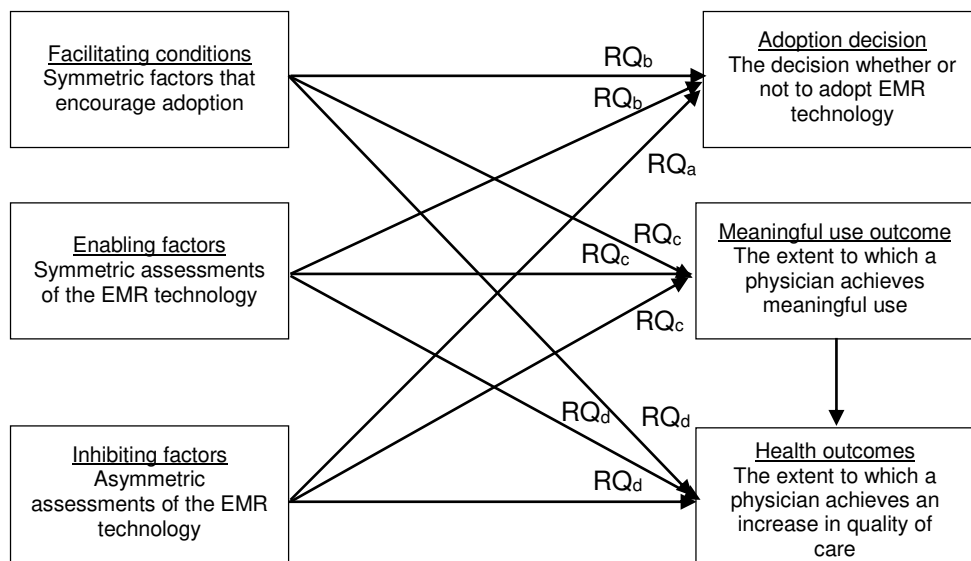 Facilitating conditions
Symmetric factors that
encourage adoption
Adoption decision
The decision whether or
not to adopt EMR
technology
RQb
RQb
RQa
Enabling factors
Symmetric assessments
of the EMR technology
Meaningful use outcome
The extent to which a
physician achieves
meaningful use
RQc
RQc
RQc
Inhibiting factors
Asymmetric
assessments of the EMR
technology
Health outcomes
The extent to which a
physician achieves an
increase in quality of
care
RQd
RQd
RQd